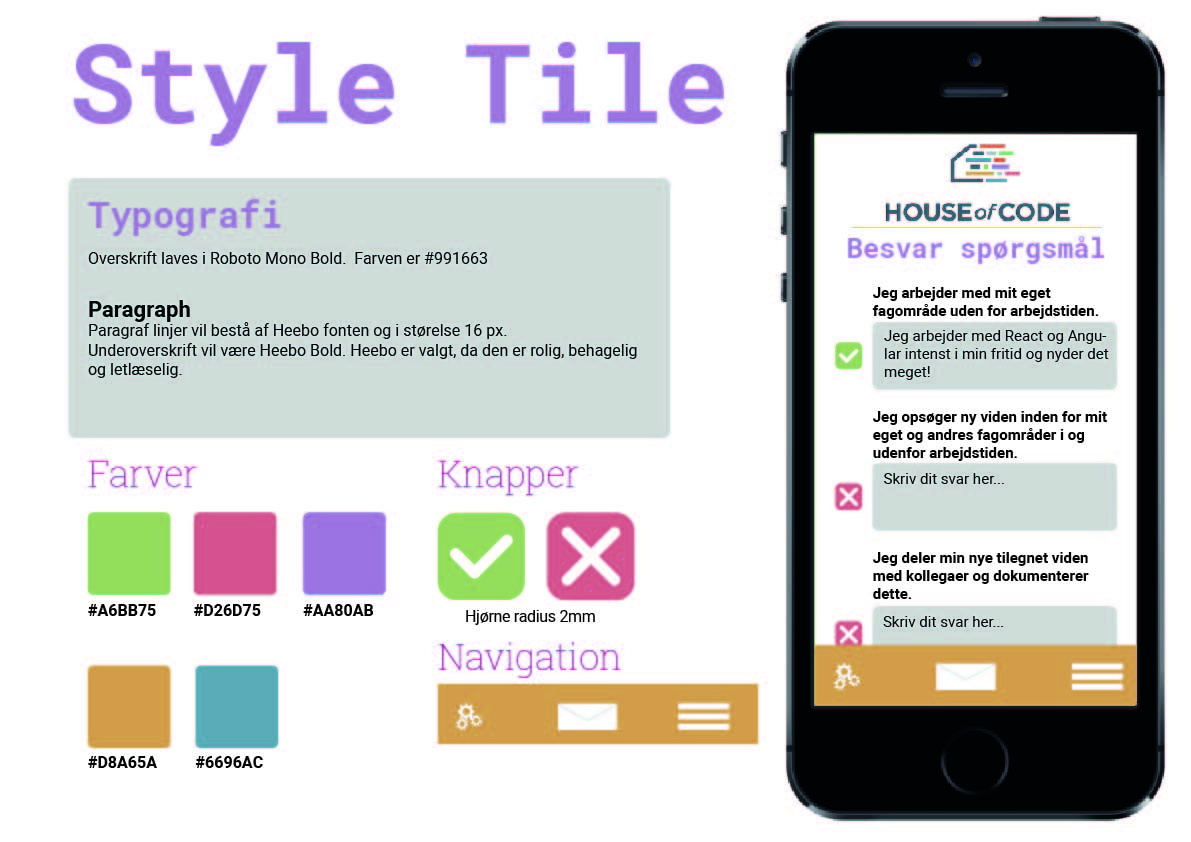 Style Tile
Typografi
Overskrift laves i Roboto Mono Bold.  Farven er #991663
Paragraph
Paragraf linjer vil bestå af Heebo fonten og i størelse 16 px.
Underoverskrift vil være Heebo Bold. Heebo er valgt, da den er rolig, behagelig
og letlæselig.
Farver
#A6BB75
#D26D75
#AA80AB
#D8A65A
#6696AC
Knapper
Hjørne radius 2mm
Navigation
HOUSE of CODE
Besvar spørgsmål
Jeg arbejder med mit eget
fagområde uden for arbejdstiden.
Jeg arbejder med React og Angu-
lar intenst i min fritid og nyder det
meget!
Jeg opsøger ny viden inden for mit
eget og andres fagområder i og
udenfor arbejdstiden.
Skriv dit svar her...
Jeg deler min nye tilegnet viden
med kollegaer og dokumenterer
dette.
Skriv dit svar her...